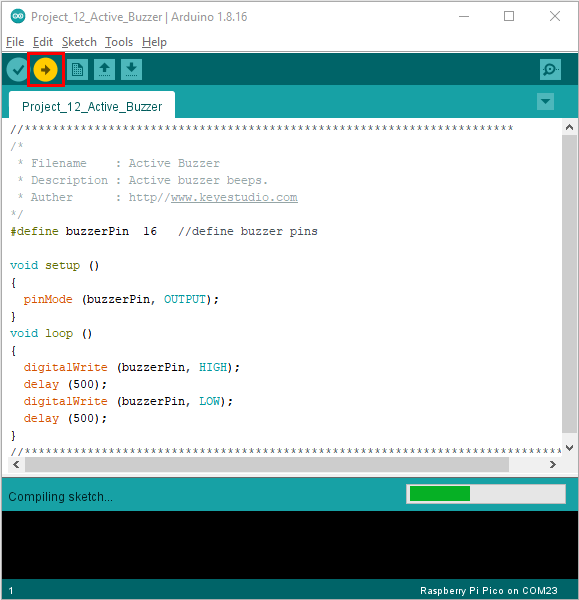 Project_12_Active_Buzzer | Arduino 1.8.16
File Edit Sketch Tools Help
Project_12_Active_Buzzer
//**********************************************************************
/*
 * Filename    : Active Buzzer
 * Description : Active buzzer beeps.
 * Auther      : http//www.keyestudio.com
*/
#define buzzerPin  16   //define buzzer pins
void setup ()
{
  pinMode (buzzerPin, OUTPUT);
}
void loop ()
{
  digitalWrite (buzzerPin, HIGH);
  delay (500);
  digitalWrite (buzzerPin, LOW);
  delay (500);
}
//*****************************************************************************
Compiling sketch...
1 Raspberry Pi Pico on COM23